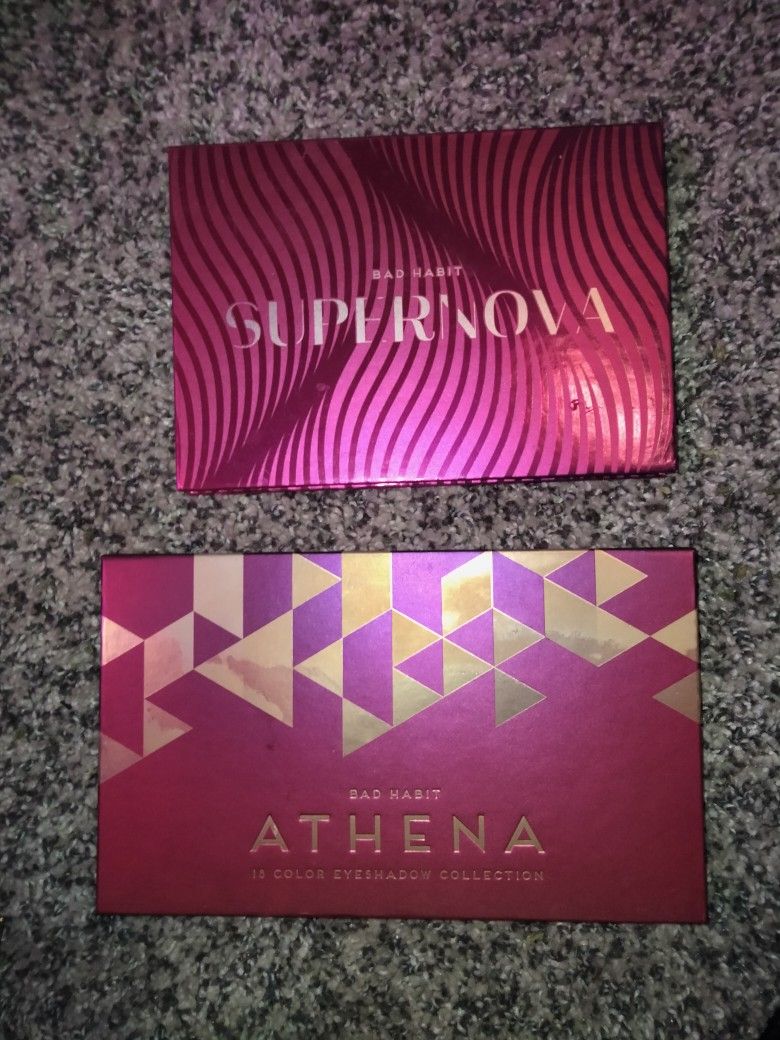 BAD HABIT
SUPERNOVA
BAD HABIT
ATHENA
18 COLOR EYESHADOW COLLECTION